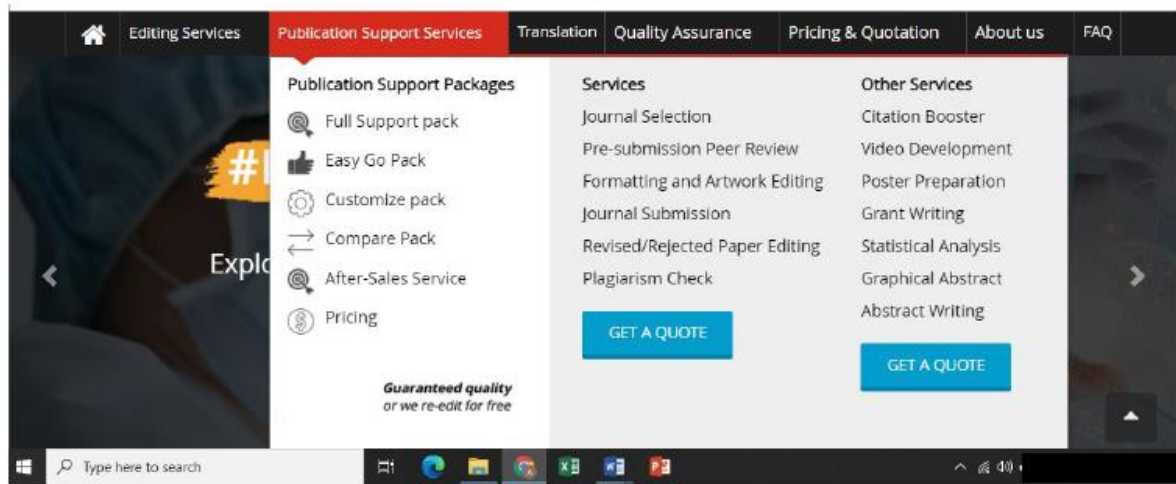 Editing Services
Publication Support Services
Translation
Quality Assurance
Pricing & Quotation
About us
FAQ
Publication Support Packages
Full Support pack
Easy Go Pack
Customize pack
Compare Pack
After-Sales Service
Pricing
Guaranteed quality
or we re-edit for free
Services
Journal Selection
Pre-submission Peer Review
Formatting and Artwork Editing
Journal Submission
Revised/Rejected Paper Editing
Plagiarism Check
GET A QUOTE
Other Services
Citation Booster
Video Development
Poster Preparation
Grant Writing
Statistical Analysis
Graphical Abstract
Abstract Writing
GET A QUOTE
Type here to search